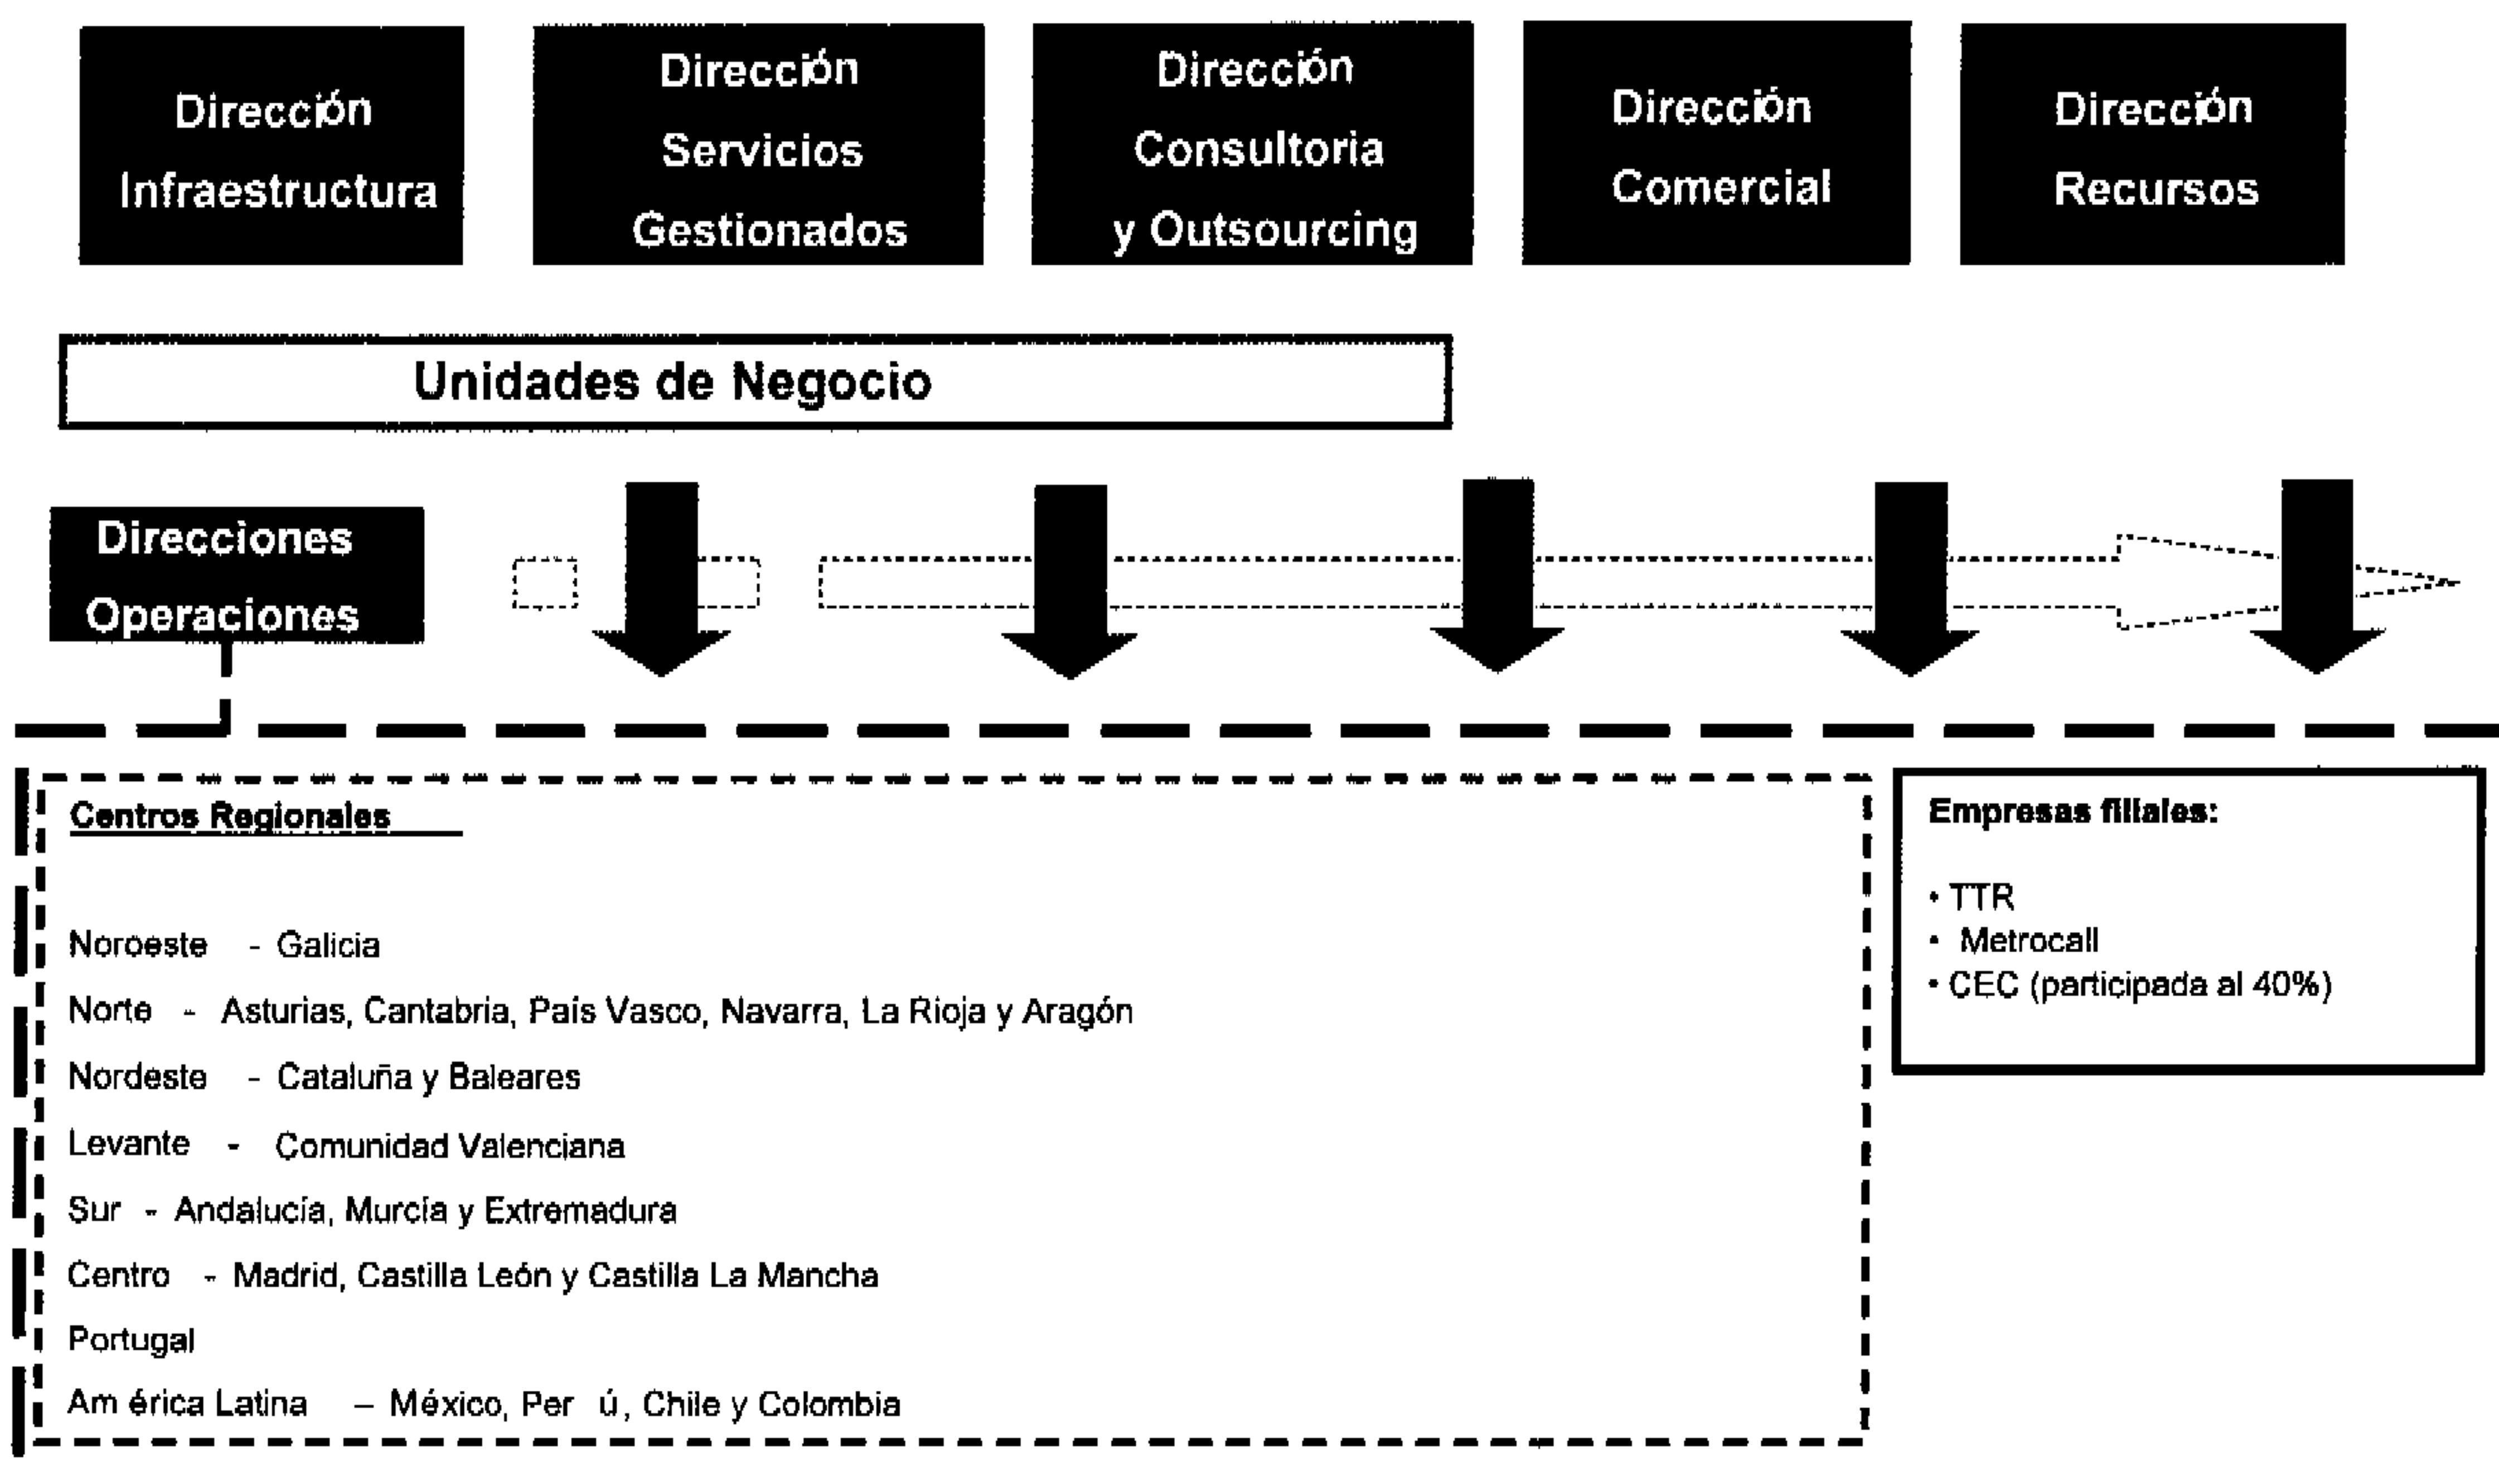 Dirección
Infraestructura
Dirección
Servicios
Gestionados
Dirección
Consultoria
y Outsourcing
Dirección
Comercial
Dirección
Recursos
Unidades de Negocio
Direcciones
Operaciones
Centros Regionales
Noroeste - Galicia
Norte - Asturias, Cantabria, País Vasco, Navarra, La Rioja y Aragón
Nordeste - Cataluña y Baleares
Levante - Comunidad Valenciana
Sur - Andalucía, Murcía y Extremadura
Centro - Madrid, Castilla León y Castilla La Mancha
Portugal
Am érica Latina – México, Per ú, Chile y Colombia
Empresas filiales:
• TTR
• Metrocall
• CEC (participada al 40%)